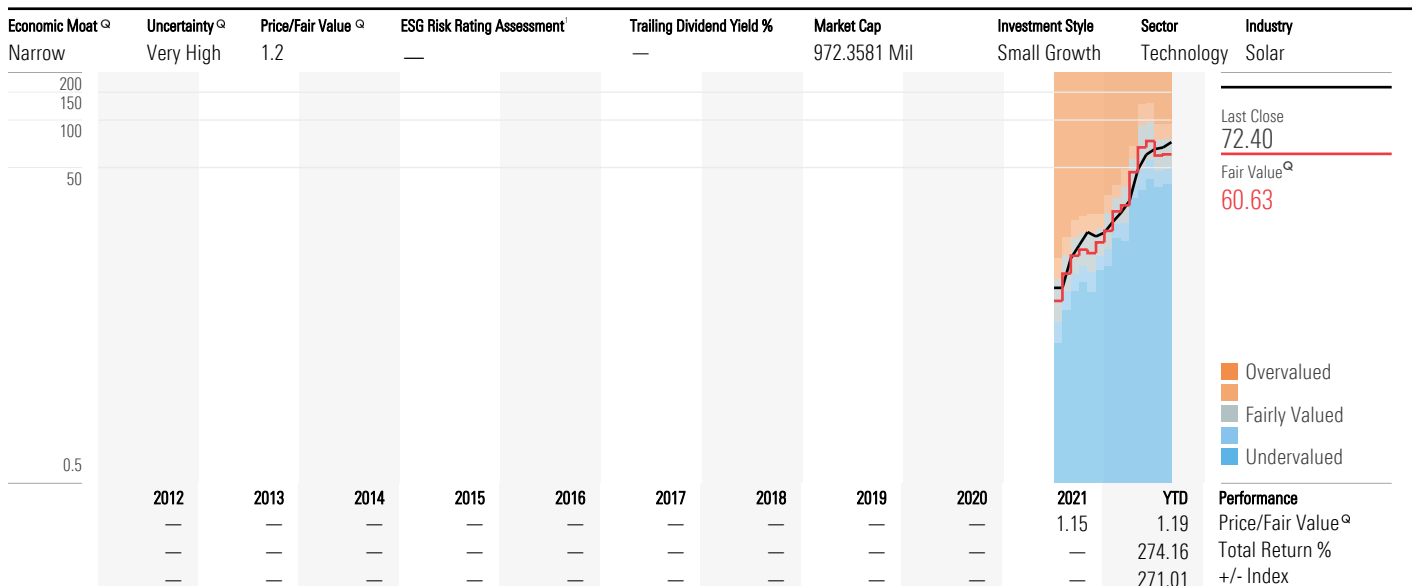 Economic Moat Q Uncertainty Q Price/Fair Value Q ESG Risk Rating Assessment¹ Trailing Dividend Yield % Market Cap Investment Style Sector Industry
Narrow Very High 1.2 — — 972.3581 Mil Small Growth Technology Solar
200
150
100
50
0.5
Last Close
72.40
Fair Value Q
60.63
Overvalued
Fairly Valued
Undervalued
2012 2013 2014 2015 2016 2017 2018 2019 2020 2021 YTD Performance
— — — — — — — — — 1.15 1.19 Price/Fair Value Q
— — — — — — — — — — 274.16 Total Return %
— — — — — — — — — — 271.01 +/- Index